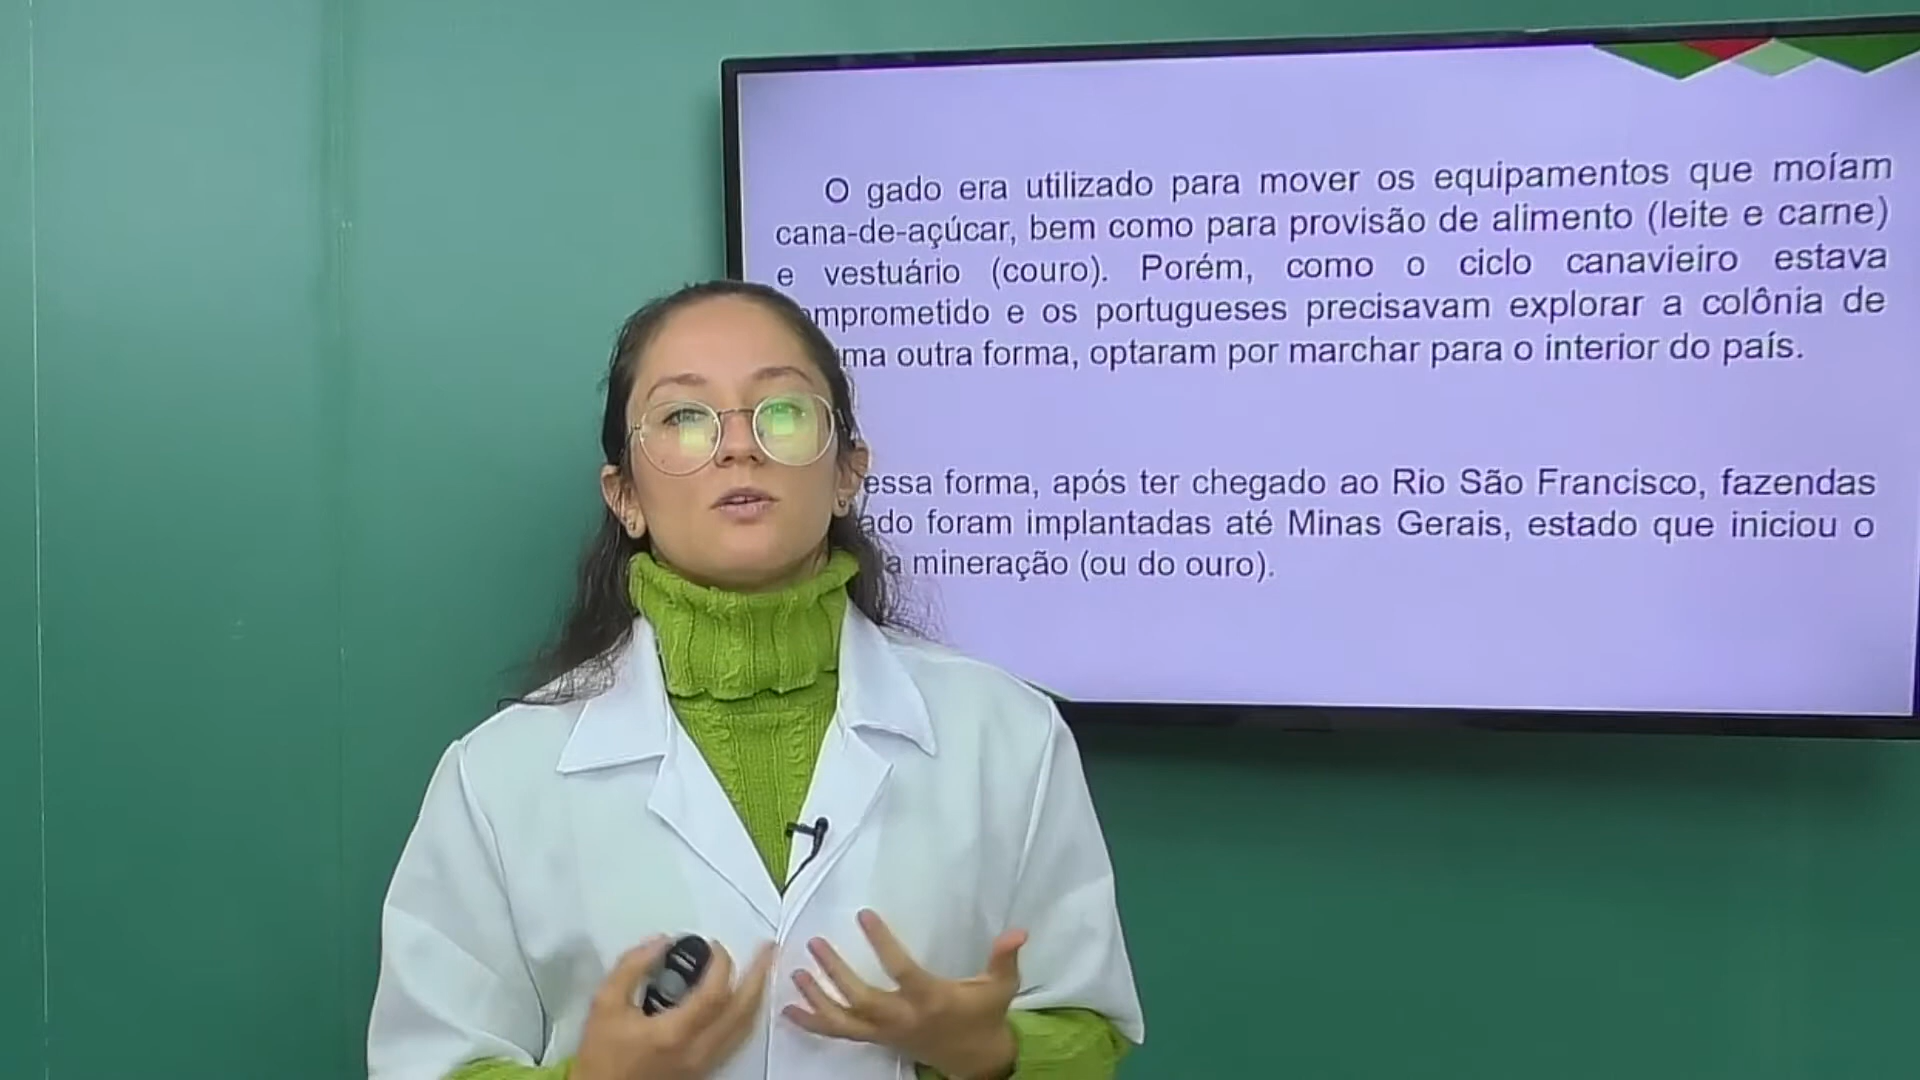 O gado era utilizado para mover os equipamentos que moíam
cana-de-açúcar, bem como para provisão de alimento (leite e carne)
e vestuário (couro). Porém, como o ciclo canavieiro estava
mprometido e os portugueses precisavam explorar a colônia de
ma outra forma, optaram por marchar para o interior do país.
essa forma, após ter chegado ao Rio São Francisco, fazendas
ado foram implantadas até Minas Gerais, estado que iniciou o
a mineração (ou do ouro).